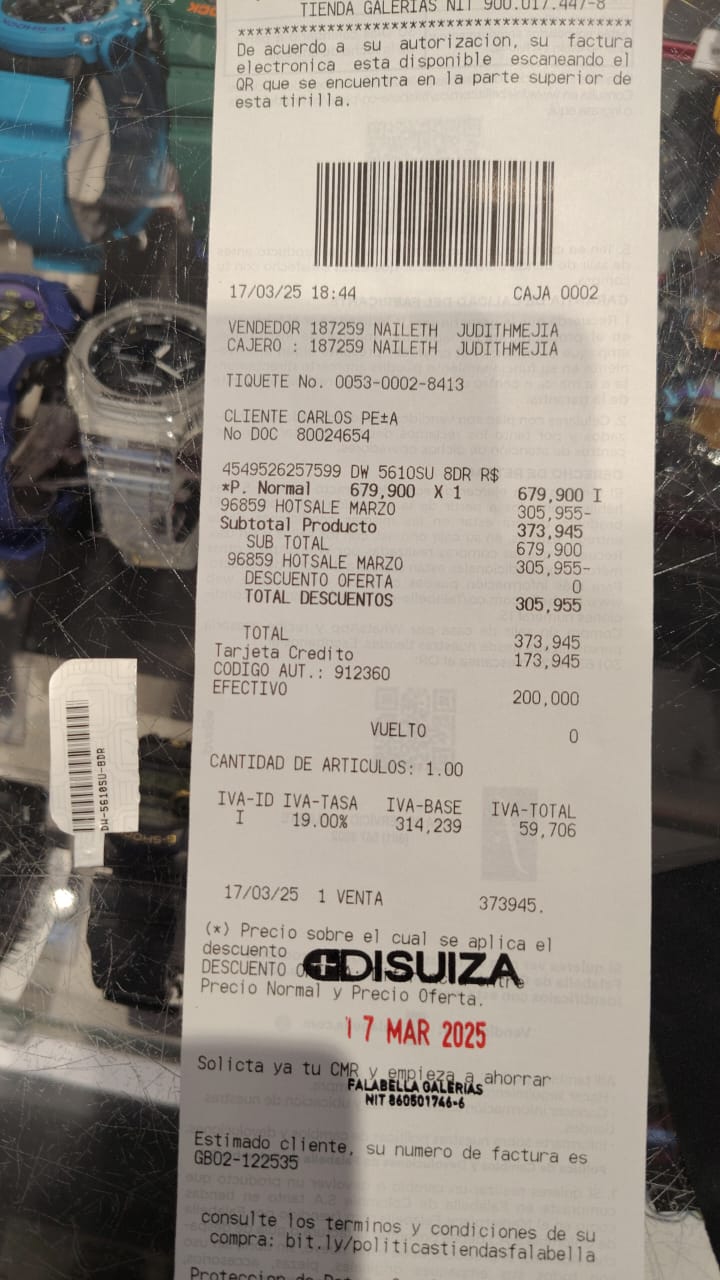 TIENDA GALERIAS NIT 900.017.447-8
****************************************
De acuerdo a su autorizacion, su factura
electronica esta disponible escaneando el
QR que se encuentra en la parte superior de
esta tirilla.
17/03/25 18:44 CAJA 0002
VENDEDOR 187259 NAILETH JUDITHMEJIA
CAJERO : 187259 NAILETH JUDITHMEJIA
TIQUETE No. 0053-0002-8413
CLIENTE CARLOS PE±A
No DOC 80024654
4549526257599 DW 5610SU 8DR R$
*P. Normal 679,900 X 1 679,900 I
96859 HOTSALE MARZO 305,955-
Subtotal Producto 373,945
SUB TOTAL 679,900
96859 HOTSALE MARZO 305,955-
DESCUENTO OFERTA 0
TOTAL DESCUENTOS 305,955
TOTAL 373,945
Tarjeta Credito 173,945
CODIGO AUT.: 912360
EFECTIVO 200,000
VUELTO 0
CANTIDAD DE ARTICULOS: 1.00
IVA-ID IVA-TASA IVA-BASE IVA-TOTAL
I 19.00% 314,239 59,706
17/03/25 1 VENTA 373945.
(*) Precio sobre el cual se aplica el
descuento
DISUIZA
DESCUENTO
Precio Normal y Precio Oferta.
17 MAR 2025
Solicta ya tu CMR y empieza a ahorrar
FALABELLA GALERIAS
NIT 860501746-6
Estimado cliente, su numero de factura es
GB02-122535
consulte los terminos y condiciones de su
compra: bit.ly/politicastiendasfalabella
DW-5610SU-8DR